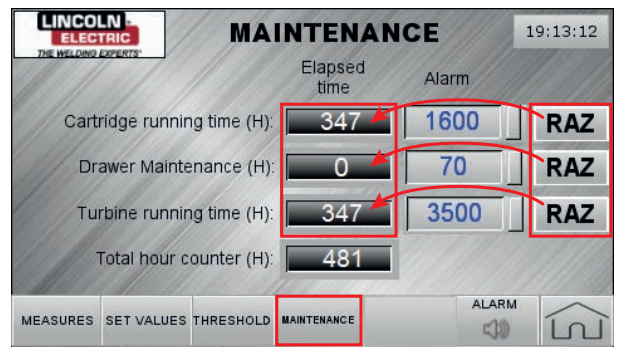 LINCOLN
ELECTRIC
THE WELDING EXPERTS
MAINTENANCE
19:13:12
Elapsed
time
Alarm
Cartridge running time (H): 347 1600 RAZ
Drawer Maintenance (H): 0 70 RAZ
Turbine running time (H): 347 3500 RAZ
Total hour counter (H): 481
MEASURES SET VALUES THRESHOLD MAINTENANCE ALARM